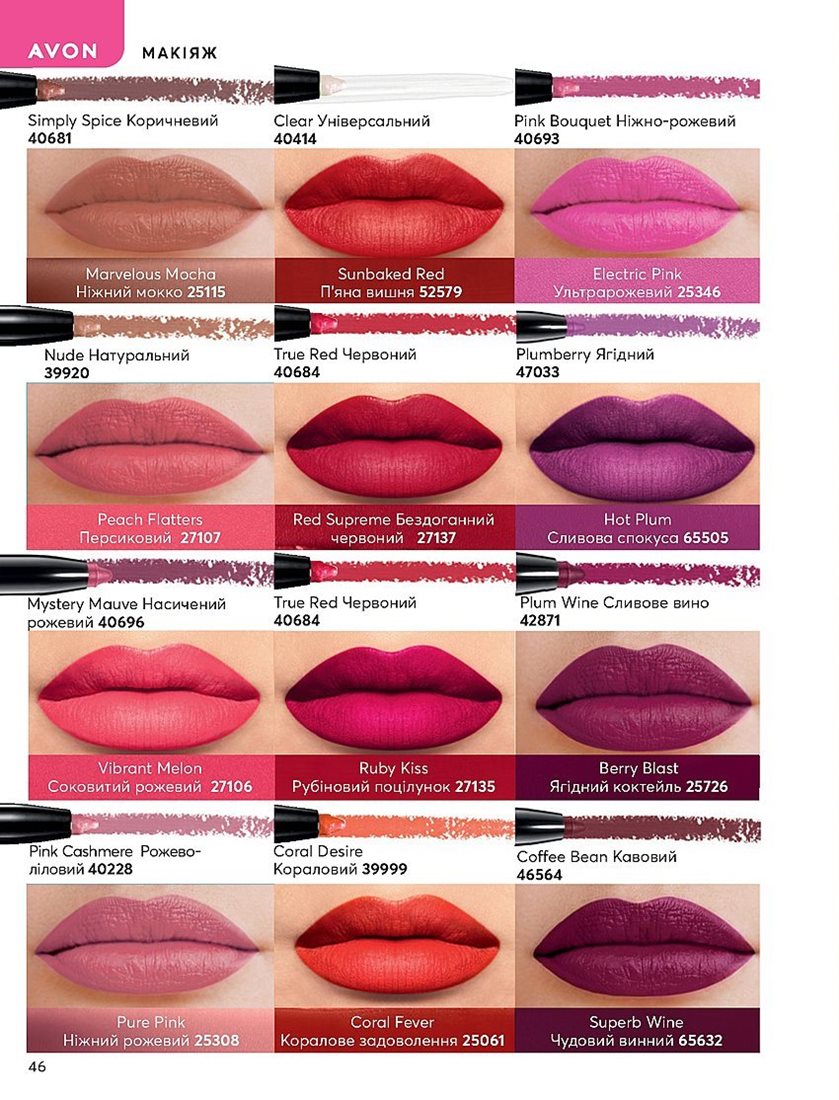 AVON
МАКІЯЖ
Simply Spice Коричневий
40681
Clear Універсальний
40414
Pink Bouquet Ніжно-рожевий
40693
Marvelous Mocha
Ніжний мокко 25115
Sunbaked Red
П'яна вишня 52579
Electric Pink
Ультрарожевий 25346
Nude Натуральний
39920
True Red Червоний
40684
Plumberry Ягідний
47033
Peach Flatters
Персиковий 27107
Red Supreme Бездоганний
червоний 27137
Hot Plum
Сливова спокуса 65505
Mystery Mauve Насичений
рожевий 40696
True Red Червоний
40684
Plum Wine Сливове вино
42871
Vibrant Melon
Соковитий рожевий 27106
Ruby Kiss
Рубіновий поцілунок 27135
Berry Blast
Ягідний коктейль 25726
Pink Cashmere Рожево-
ліловий 40228
Coral Desire
Кораловий 39999
Coffee Bean Кавовий
46564
Pure Pink
Ніжний рожевий 25308
Coral Fever
Коралове задоволення 25061
Superb Wine
Чудовий винний 65632
46